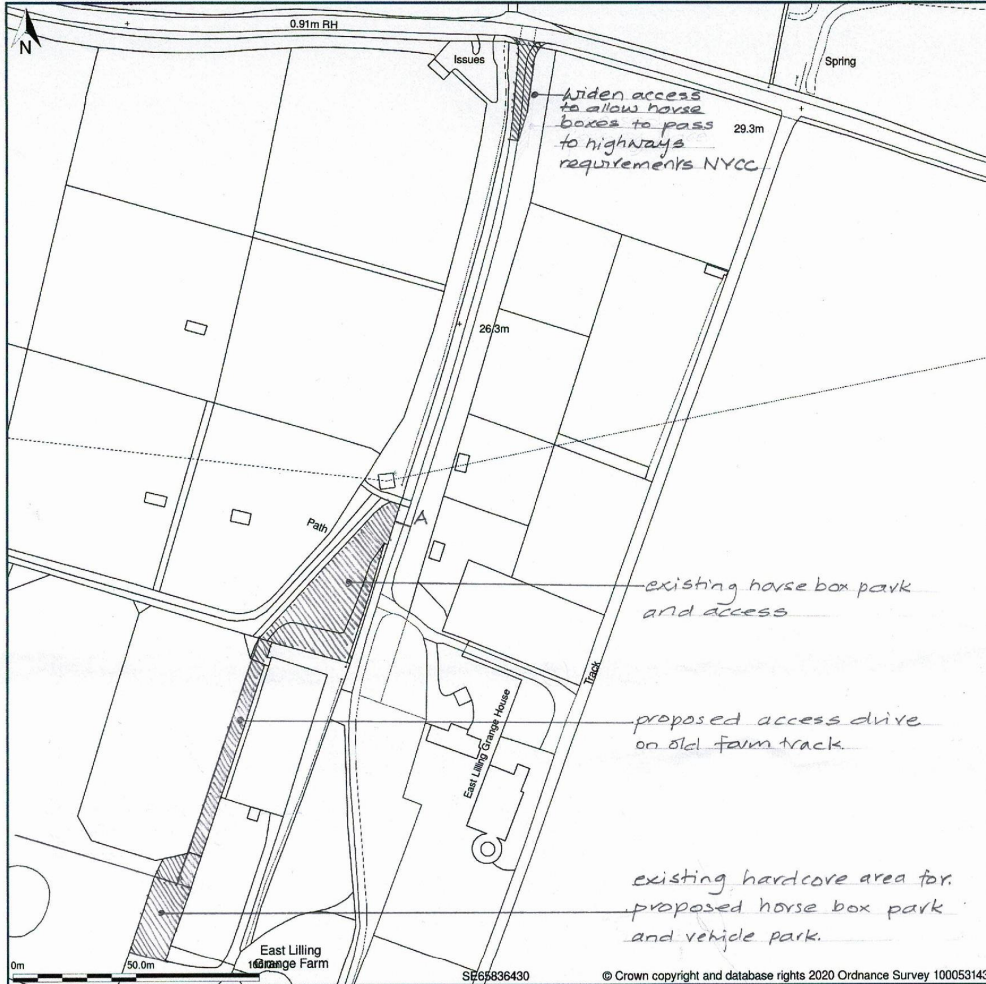 N
0.91m RH
Issues
Spring
widen access
to allow horse
boxes to pass
to highways
requirements NYCC
29.3m
26.3m
A
Path
existing horse box park
and access
Track
proposed access drive
on old farm track
East Lilling Grange House
existing hardcore area for
proposed horse box park
and vehicle park.
East Lilling
Grange Farm
0m
50.0m
SE65836430
© Crown copyright and database rights 2020 Ordnance Survey 100053143